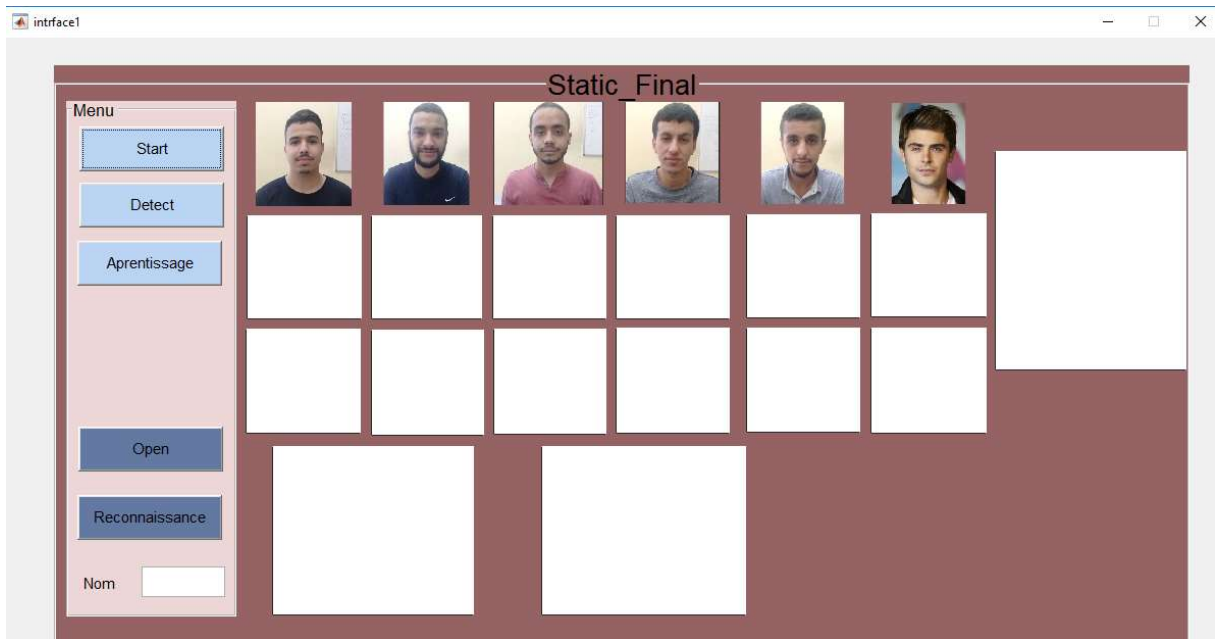 intrface1
Static_Final
Menu
Start
Detect
Aprentissage
Open
Reconnaissance
Nom